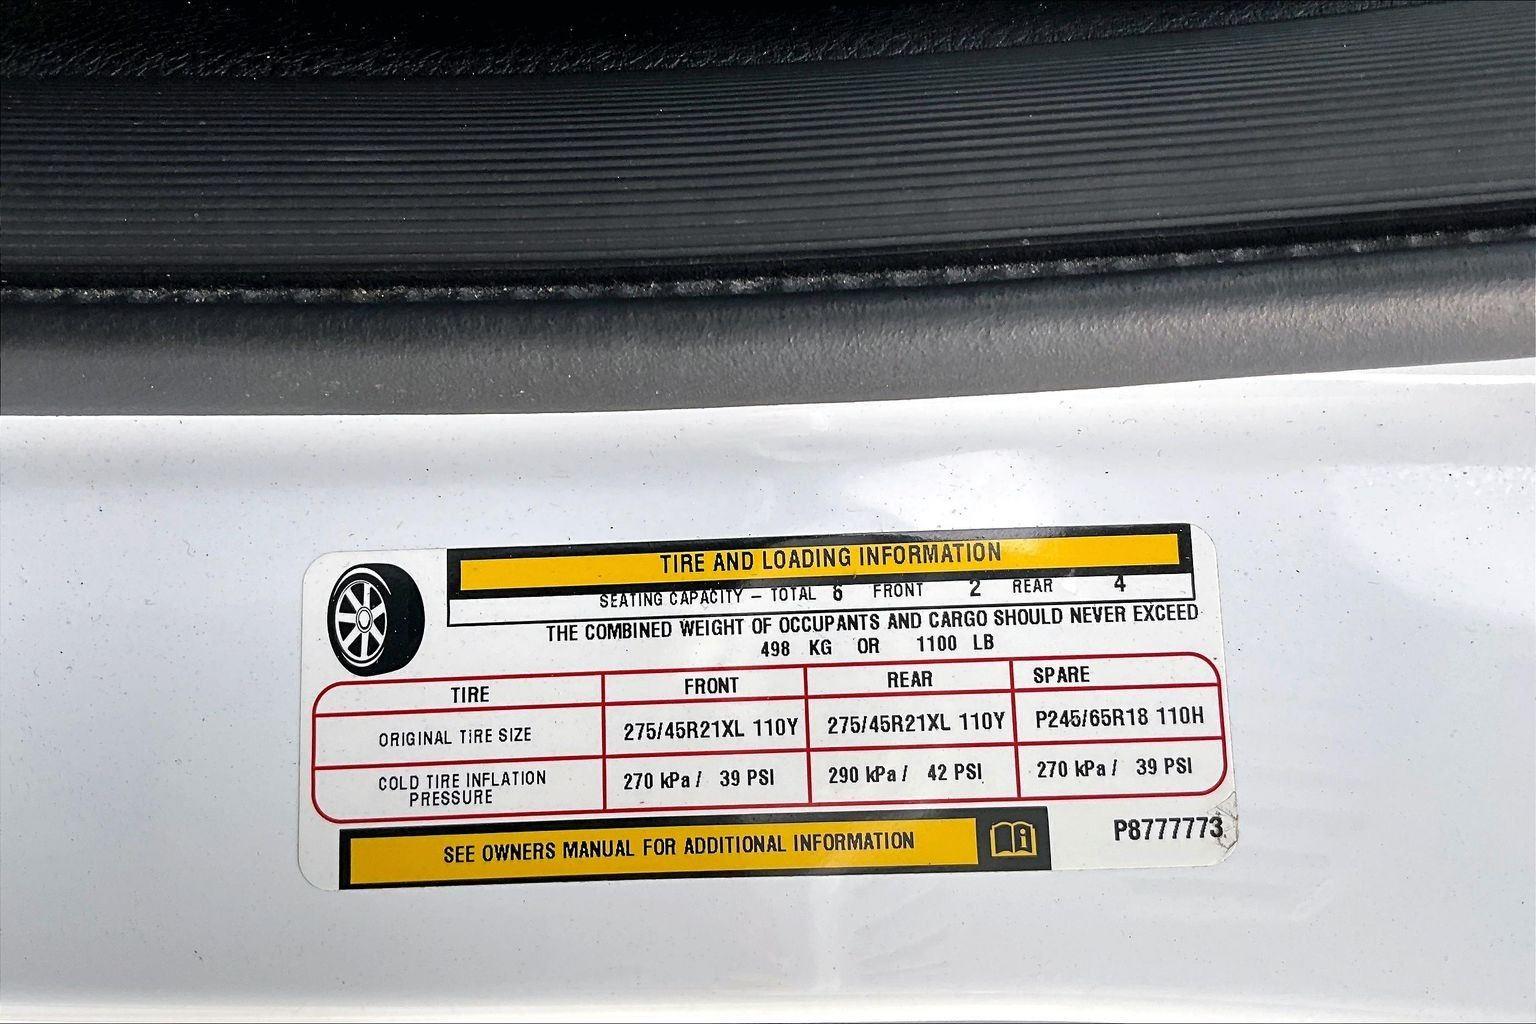 TIRE AND LOADING INFORMATION
SEATING CAPACITY – TOTAL 6 FRONT 2 REAR 4
THE COMBINED WEIGHT OF OCCUPANTS AND CARGO SHOULD NEVER EXCEED
498 KG OR 1100 LB
TIRE FRONT REAR SPARE
ORIGINAL TIRE SIZE 275/45R21XL 110Y 275/45R21XL 110Y P245/65R18 110H
COLD TIRE INFLATION
PRESSURE 270 kPa / 39 PSI 290 kPa / 42 PSI 270 kPa / 39 PSI
SEE OWNERS MANUAL FOR ADDITIONAL INFORMATION
P8777773